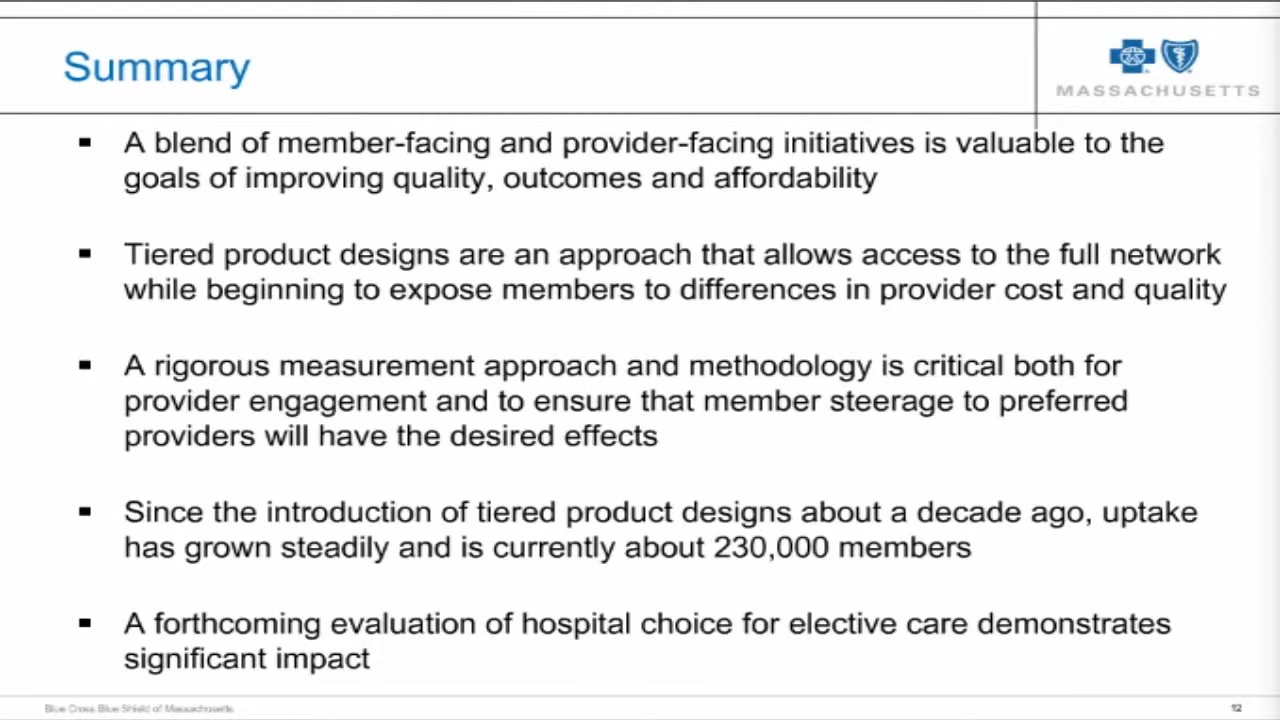 Summary
MASSACHUSETTS
▪ A blend of member-facing and provider-facing initiatives is valuable to the
goals of improving quality, outcomes and affordability
▪ Tiered product designs are an approach that allows access to the full network
while beginning to expose members to differences in provider cost and quality
▪ A rigorous measurement approach and methodology is critical both for
provider engagement and to ensure that member steerage to preferred
providers will have the desired effects
▪ Since the introduction of tiered product designs about a decade ago, uptake
has grown steadily and is currently about 230,000 members
▪ A forthcoming evaluation of hospital choice for elective care demonstrates
significant impact
Blue Cross Blue Shield of Massachusetts
12